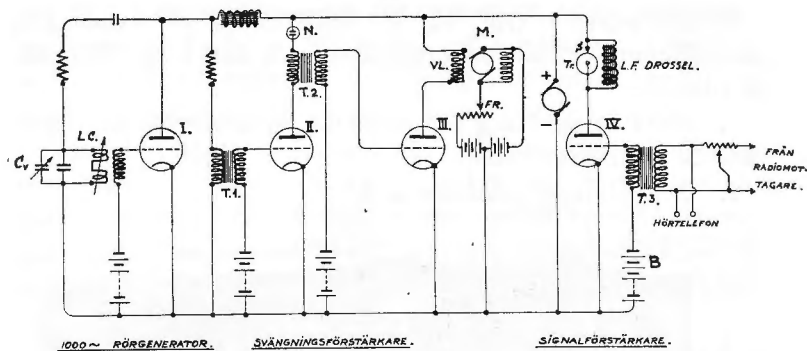 N.
M.
+
VL.
Tr.
L.F. DROSSEL.
T.2.
FR.
-
LC.
I.
II.
III.
IV.
Cv
T.1.
T.3.
FRÅN
RADIOMOT.
TAGARE.
HÖRTELEFON
B
1000~ RÖRGENERATOR.
SVÄNGNINGSFÖRSTÄRKARE.
SIGNALFÖRSTÄRKARE.